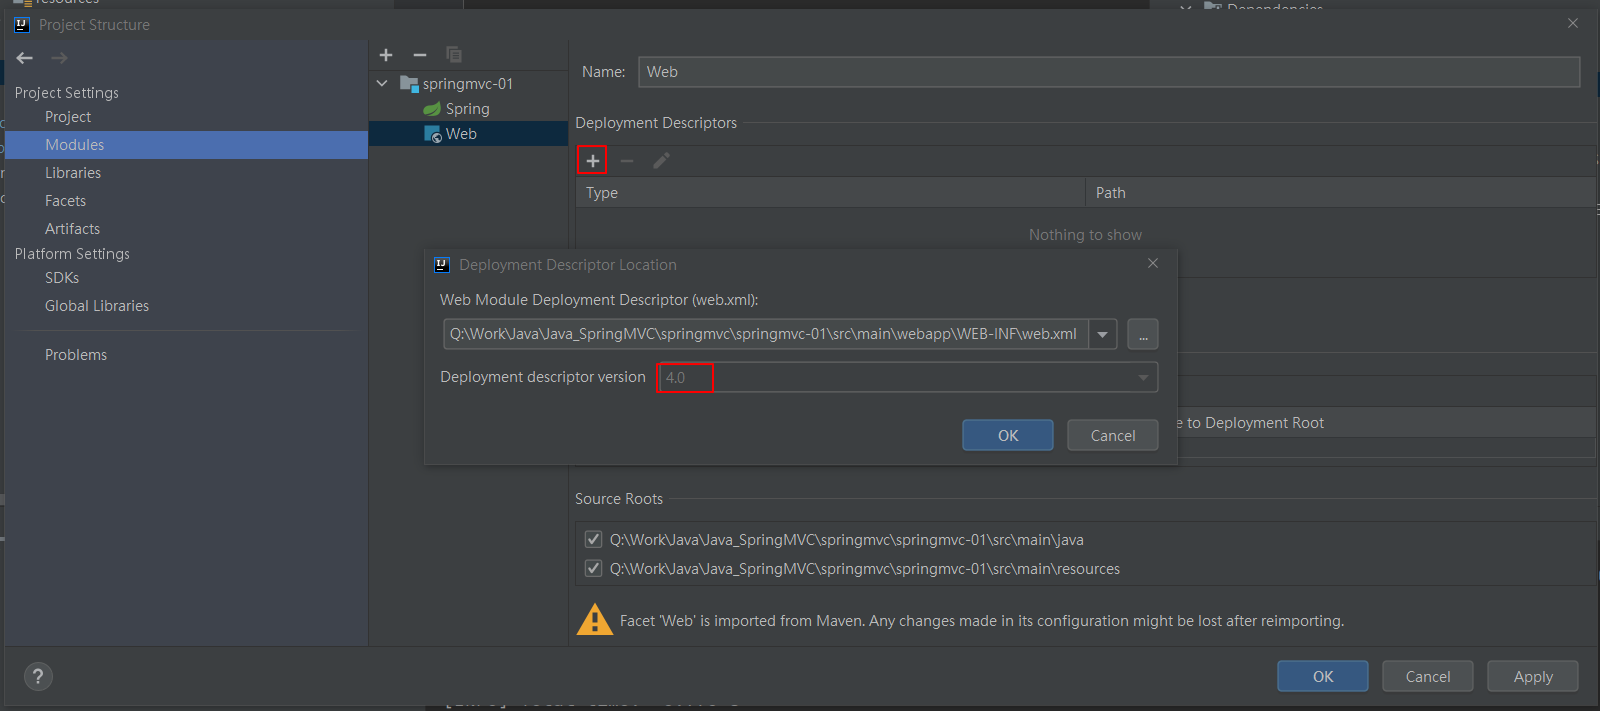 resources
Dependencies
Project Structure
Project Settings
Project
Modules
Libraries
Facets
Artifacts
Platform Settings
SDKs
Global Libraries
Problems
springmvc-01
Spring
Web
Name: Web
Deployment Descriptors
Type Path
Nothing to show
Deployment Descriptor Location
Web Module Deployment Descriptor (web.xml):
Q:\Work\Java\Java_SpringMVC\springmvc\springmvc-01\src\main\webapp\WEB-INF\web.xml ...
Deployment descriptor version 4.0
OK Cancel
e to Deployment Root
Source Roots
Q:\Work\Java\Java_SpringMVC\springmvc\springmvc-01\src\main\java
Q:\Work\Java\Java_SpringMVC\springmvc\springmvc-01\src\main\resources
Facet 'Web' is imported from Maven. Any changes made in its configuration might be lost after reimporting.
? OK Cancel Apply